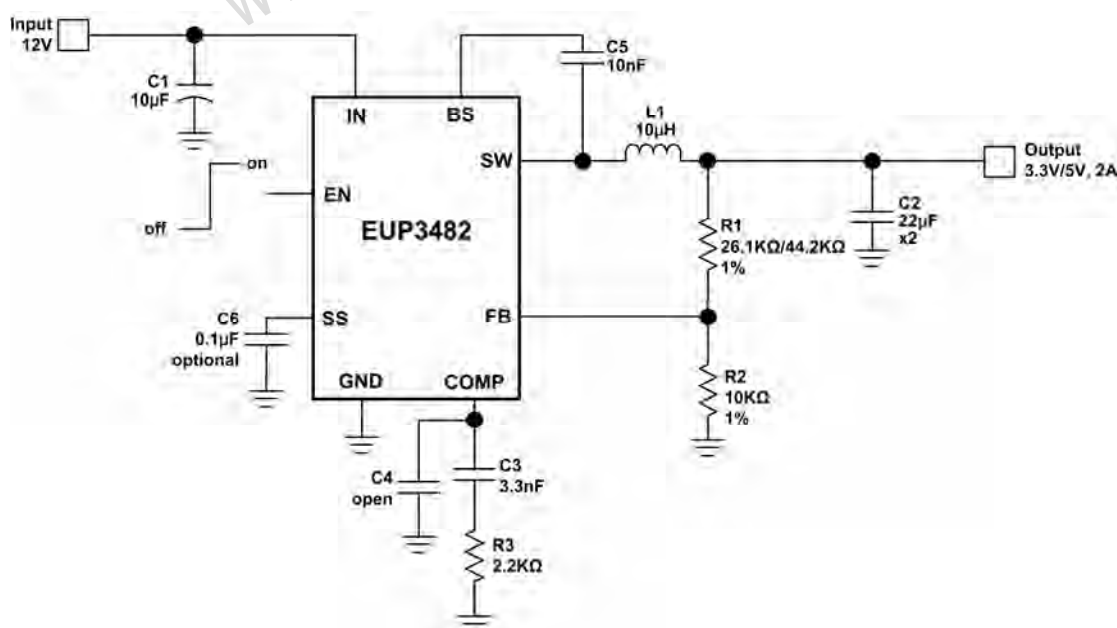 Input
12V
C1
10µF
IN
BS
C5
10nF
L1
10µH
SW
Output
3.3V/5V, 2A
on
off
EN
EUP3482
C2
22µF
x2
R1
26.1KΩ/44.2KΩ
1%
C6
0.1µF
optional
SS
FB
GND
COMP
R2
10KΩ
1%
C4
open
C3
3.3nF
R3
2.2KΩ